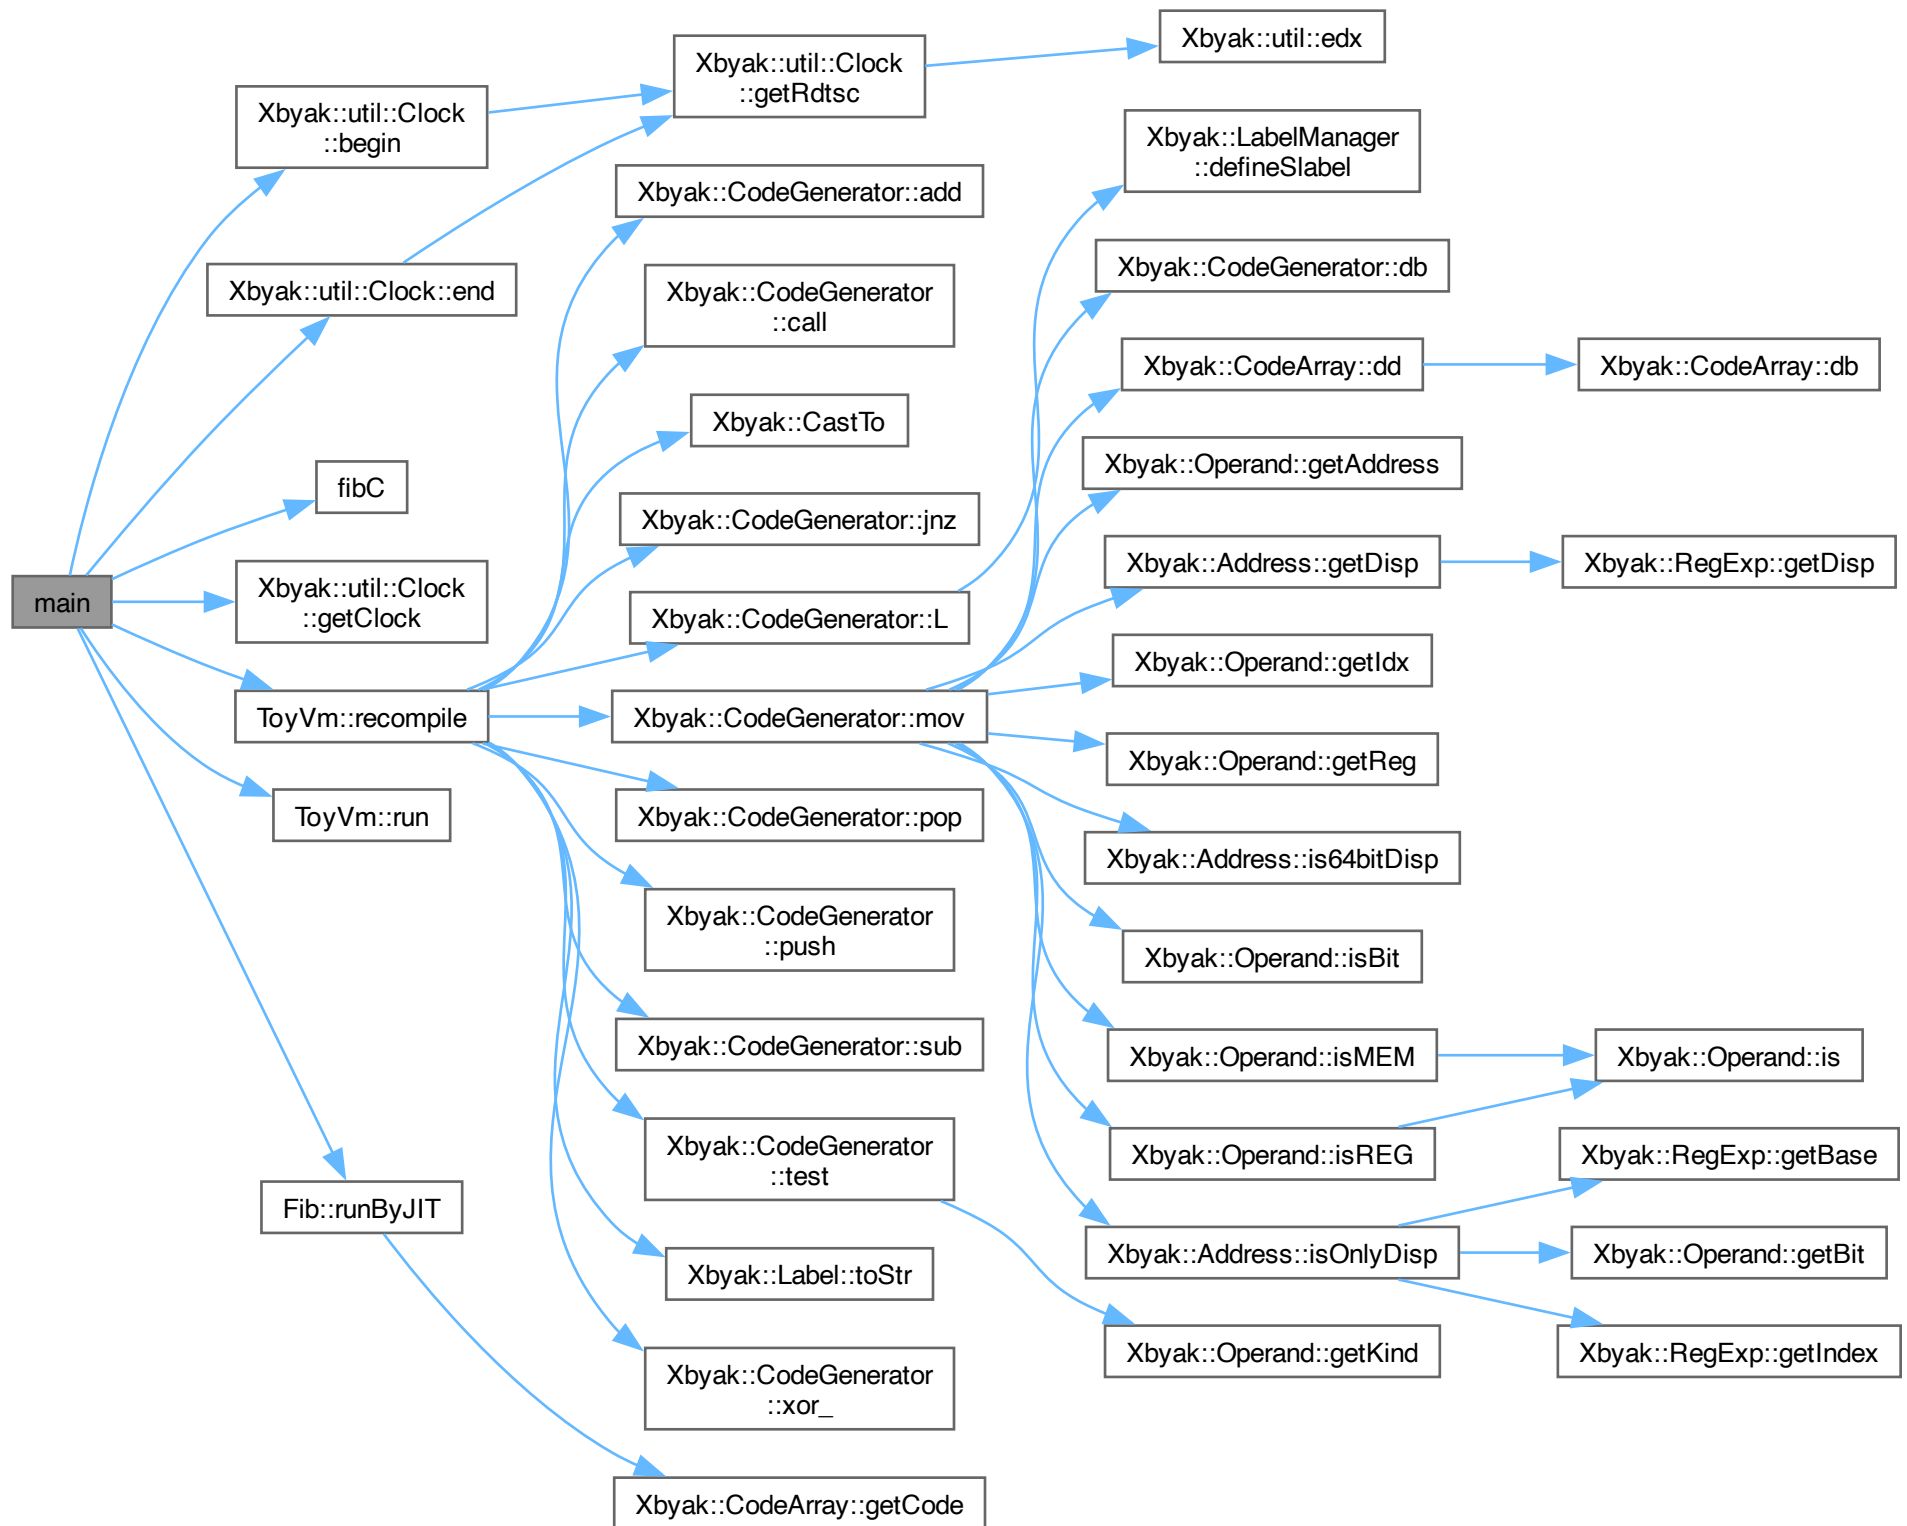 main
Xbyak::util::Clock
::begin
Xbyak::util::Clock::end
fibC
Xbyak::util::Clock
::getClock
ToyVm::recompile
ToyVm::run
Fib::runByJIT
Xbyak::util::Clock
::getRdtsc
Xbyak::CodeGenerator::add
Xbyak::CodeGenerator
::call
Xbyak::CastTo
Xbyak::CodeGenerator::jnz
Xbyak::CodeGenerator::L
Xbyak::CodeGenerator::mov
Xbyak::CodeGenerator::pop
Xbyak::CodeGenerator
::push
Xbyak::CodeGenerator::sub
Xbyak::CodeGenerator
::test
Xbyak::Label::toStr
Xbyak::CodeGenerator
::xor_
Xbyak::CodeArray::getCode
Xbyak::util::edx
Xbyak::LabelManager
::defineSlabel
Xbyak::CodeGenerator::db
Xbyak::CodeArray::dd
Xbyak::Operand::getAddress
Xbyak::Address::getDisp
Xbyak::Operand::getIdx
Xbyak::Operand::getReg
Xbyak::Address::is64bitDisp
Xbyak::Operand::isBit
Xbyak::Operand::isMEM
Xbyak::Operand::isREG
Xbyak::Address::isOnlyDisp
Xbyak::Operand::getKind
Xbyak::CodeArray::db
Xbyak::RegExp::getDisp
Xbyak::Operand::is
Xbyak::RegExp::getBase
Xbyak::Operand::getBit
Xbyak::RegExp::getIndex